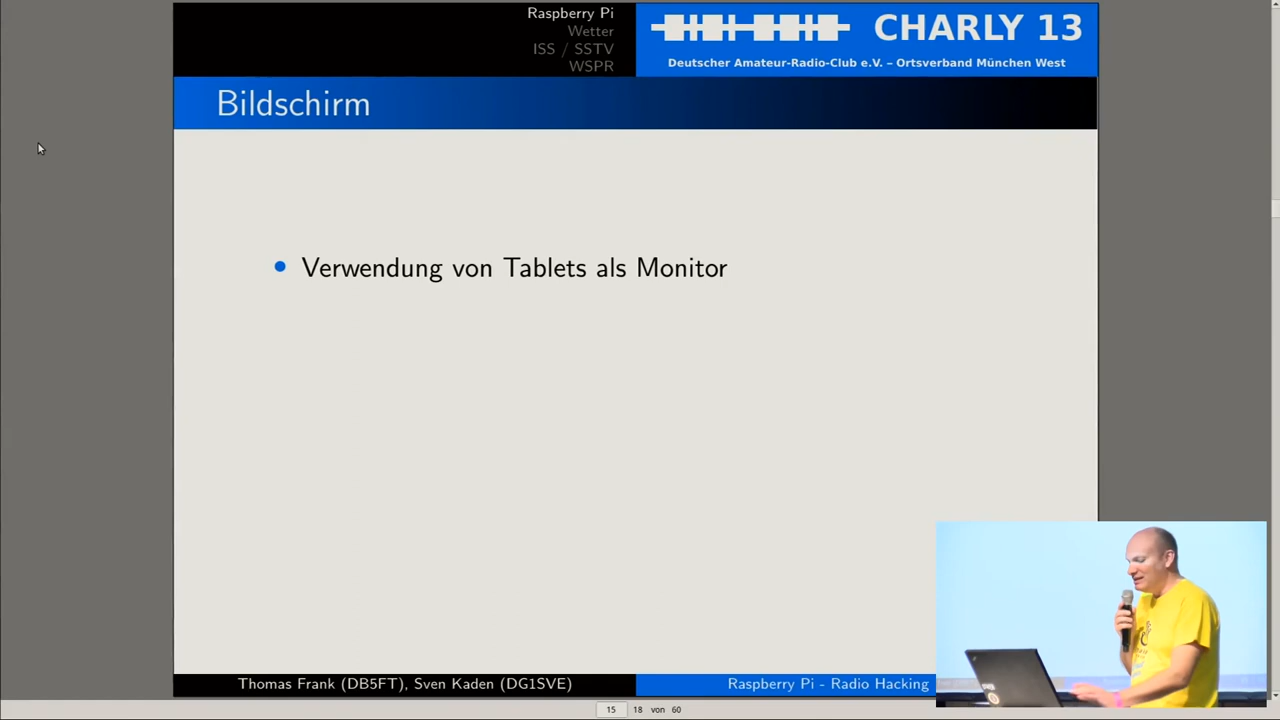 Raspberry Pi
Wetter
ISS / SSTV
WSPR
CHARLY 13
Deutscher Amateur-Radio-Club e.V. – Ortsverband München West
Bildschirm
Verwendung von Tablets als Monitor
Thomas Frank (DB5FT), Sven Kaden (DG1SVE)
Raspberry Pi - Radio Hacking
15
18 von 60